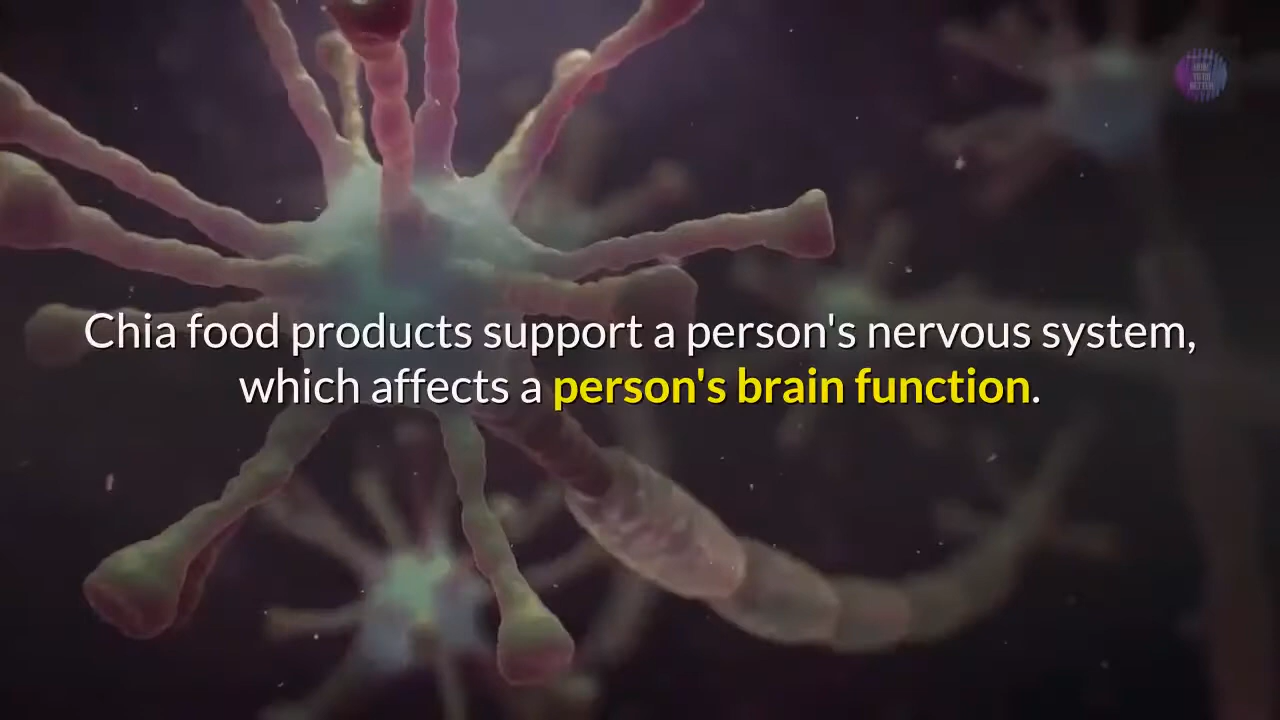 Chia food products support a person's nervous system,
which affects a person's brain function.